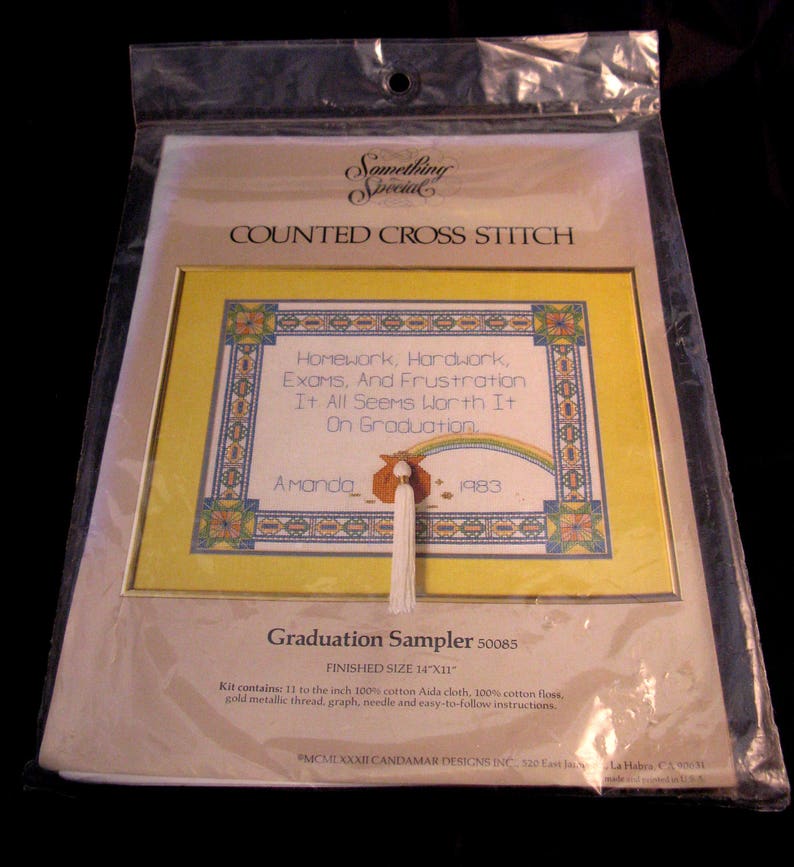 Something
Special
COUNTED CROSS STITCH
Homework, Hardwork,
Exams, And Frustration
It All Seems Worth It
On Graduation.
Amanda 1983
Graduation Sampler 50085
FINISHED SIZE 14"X11"
Kit contains: 11 to the inch 100% cotton Aida cloth, 100% cotton floss,
gold metallic thread, graph, needle and easy-to-follow instructions.
©MCMLXXXII CANDAMAR DESIGNS INC., 520 East , La Habra, CA 90631
made and printed in U.S.A.